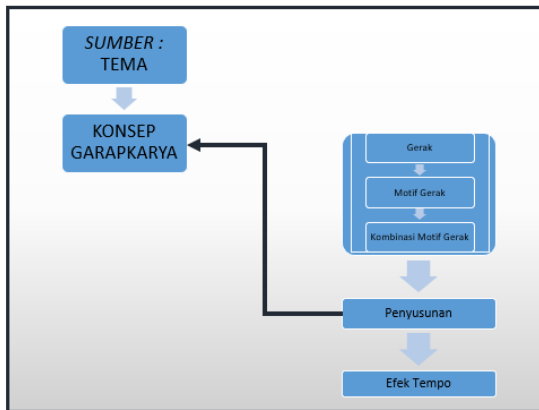 SUMBER :
TEMA
KONSEP
GARAPKARYA
Gerak
Motif Gerak
Kombinasi Motif Gerak
Penyusunan
Efek Tempo